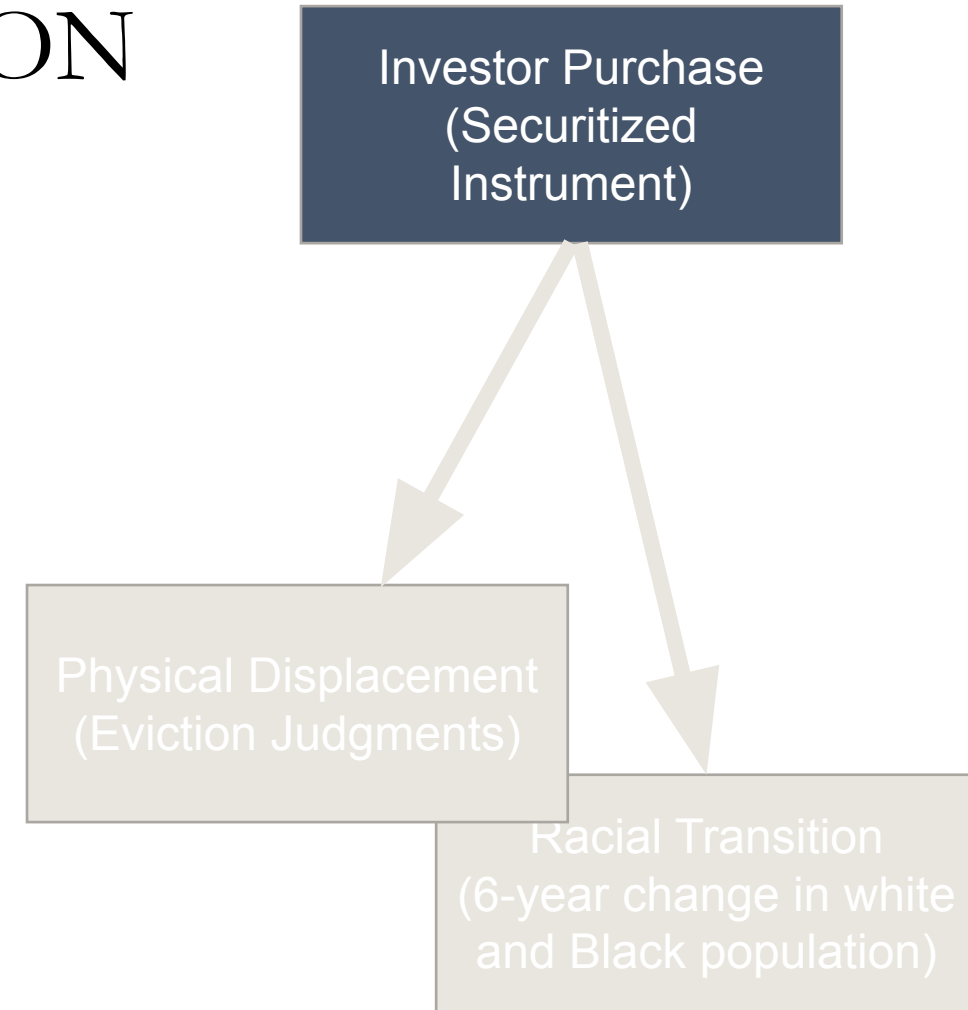 ON
Investor Purchase
(Securitized
Instrument)
Physical Displacement
(Eviction Judgments)
Racial Transition
(6-year change in white
and Black population)